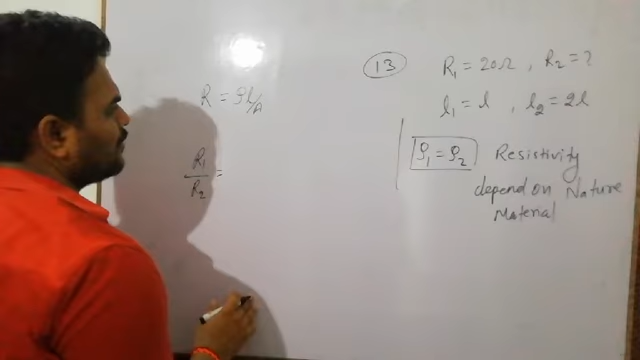 13
R₁ = 20Ω , R₂ = ?
l₁ = l , l₂ = 2l
R = ρl/A
ρ₁ = ρ₂ Resistivity
depend on Nature
Material
R₁/R₂ =